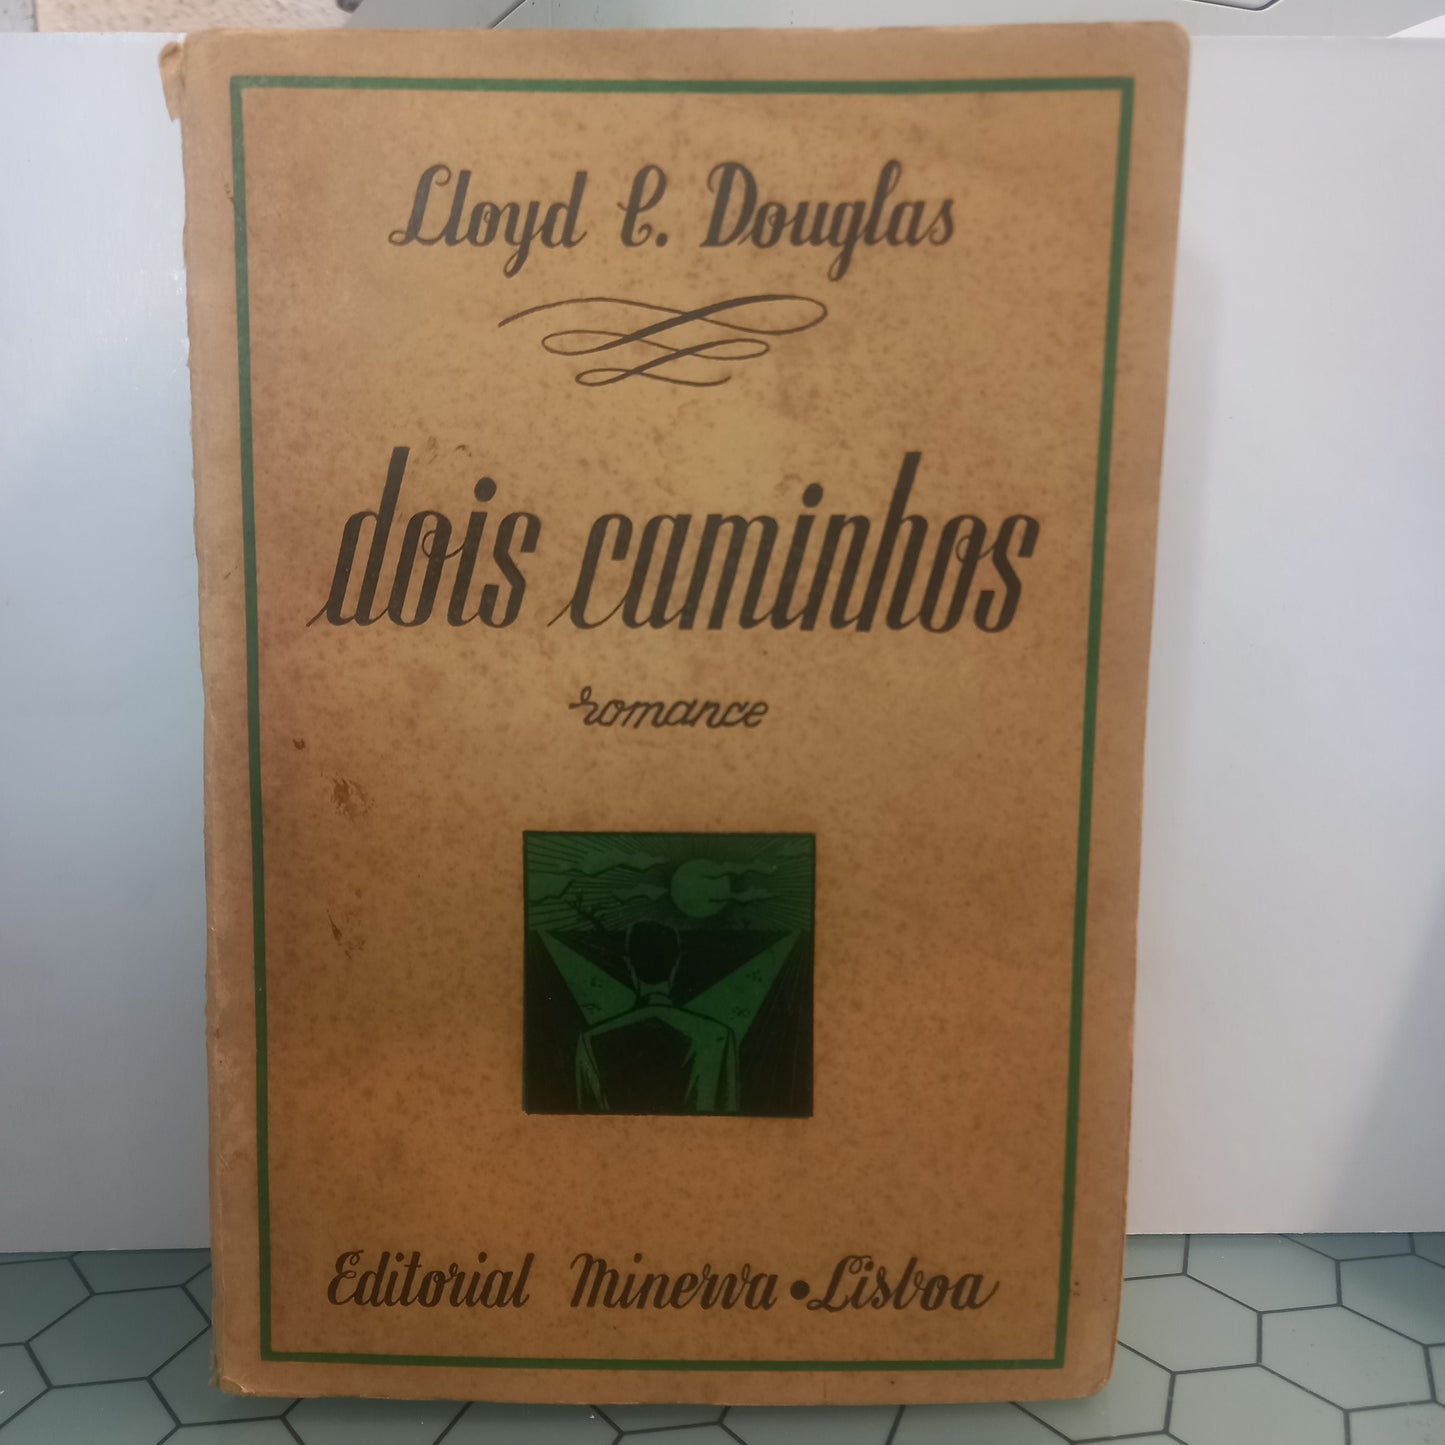 Lloyd C. Douglas
dois caminhos
romance
Editorial Minerva • Lisboa